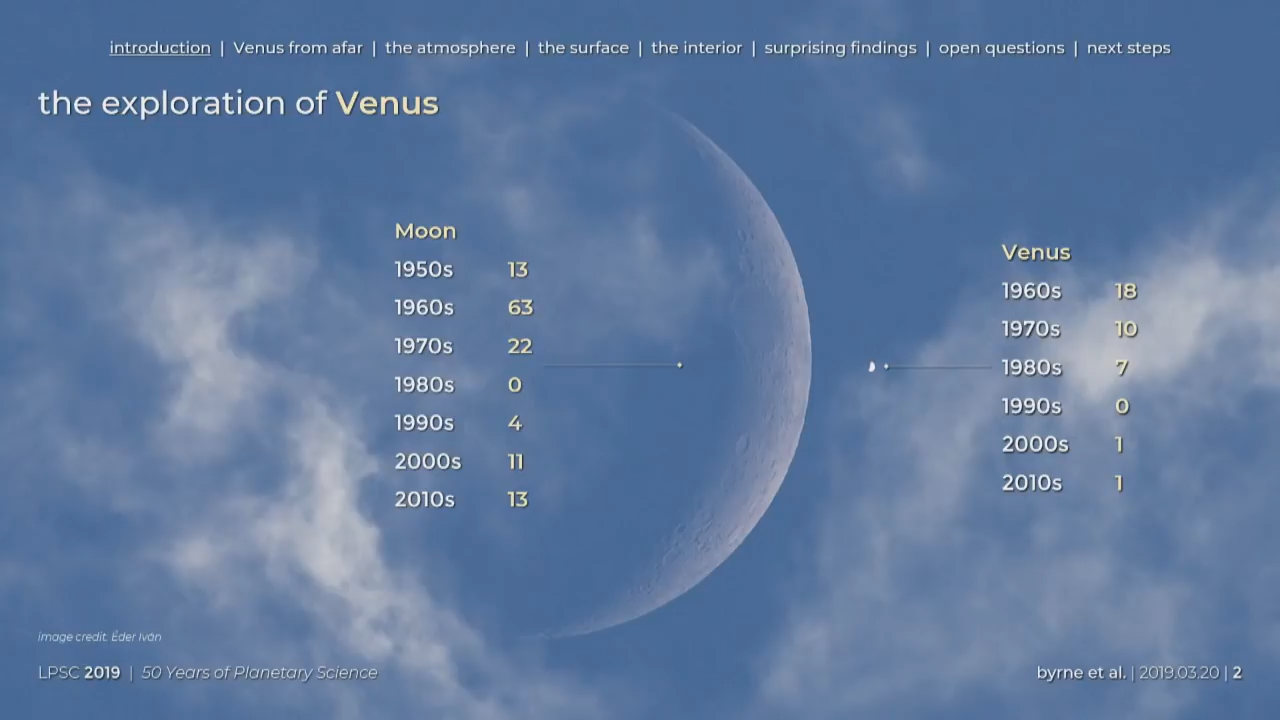 introduction | Venus from afar | the atmosphere | the surface | the interior | surprising findings | open questions | next steps
the exploration of Venus
Moon
1950s 13
1960s 63
1970s 22
1980s 0
1990s 4
2000s 11
2010s 13
Venus
1960s 18
1970s 10
1980s 7
1990s 0
2000s 1
2010s 1
image credit: Éder Iván
LPSC 2019 | 50 Years of Planetary Science
byrne et al. | 2019.03.20 | 2